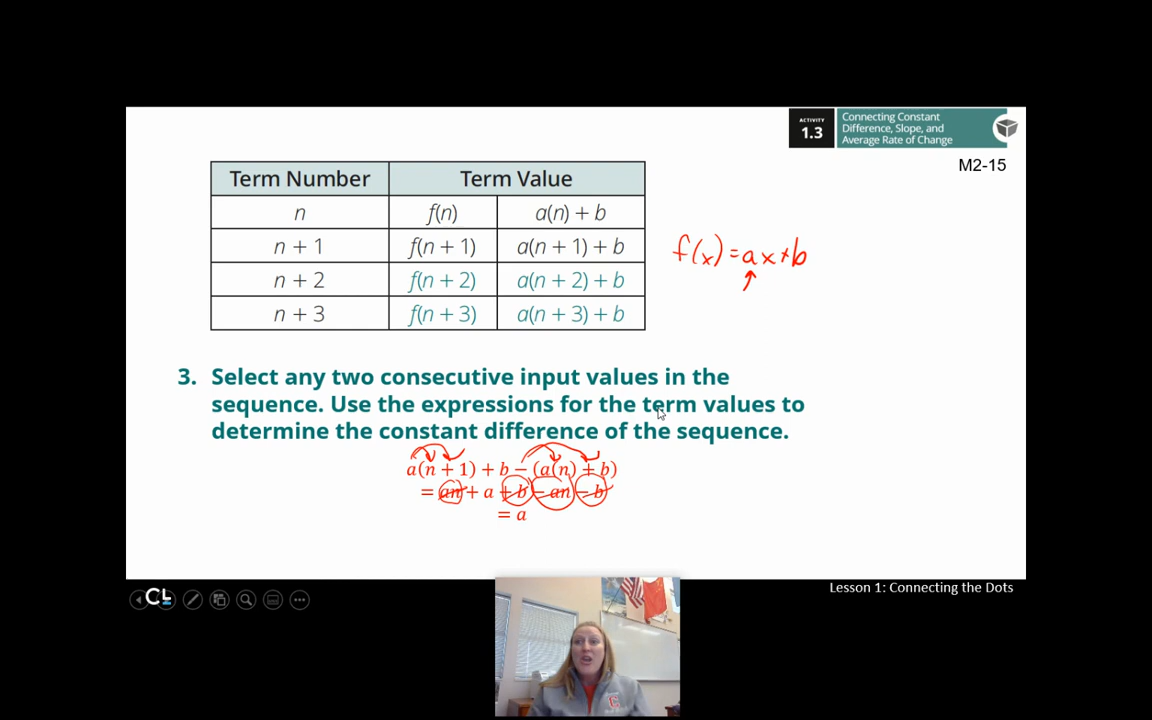 ACTIVITY
1.3
Connecting Constant
Difference, Slope, and
Average Rate of Change
M2-15
Term Number Term Value
n f(n) a(n) + b
n + 1 f(n + 1) a(n + 1) + b
n + 2 f(n + 2) a(n + 2) + b
n + 3 f(n + 3) a(n + 3) + b
f(x) = ax + b
3. Select any two consecutive input values in the
sequence. Use the expressions for the term values to
determine the constant difference of the sequence.
a(n + 1) + b − (a(n) + b)
= an + a + b − an − b
= a
CL
Lesson 1: Connecting the Dots